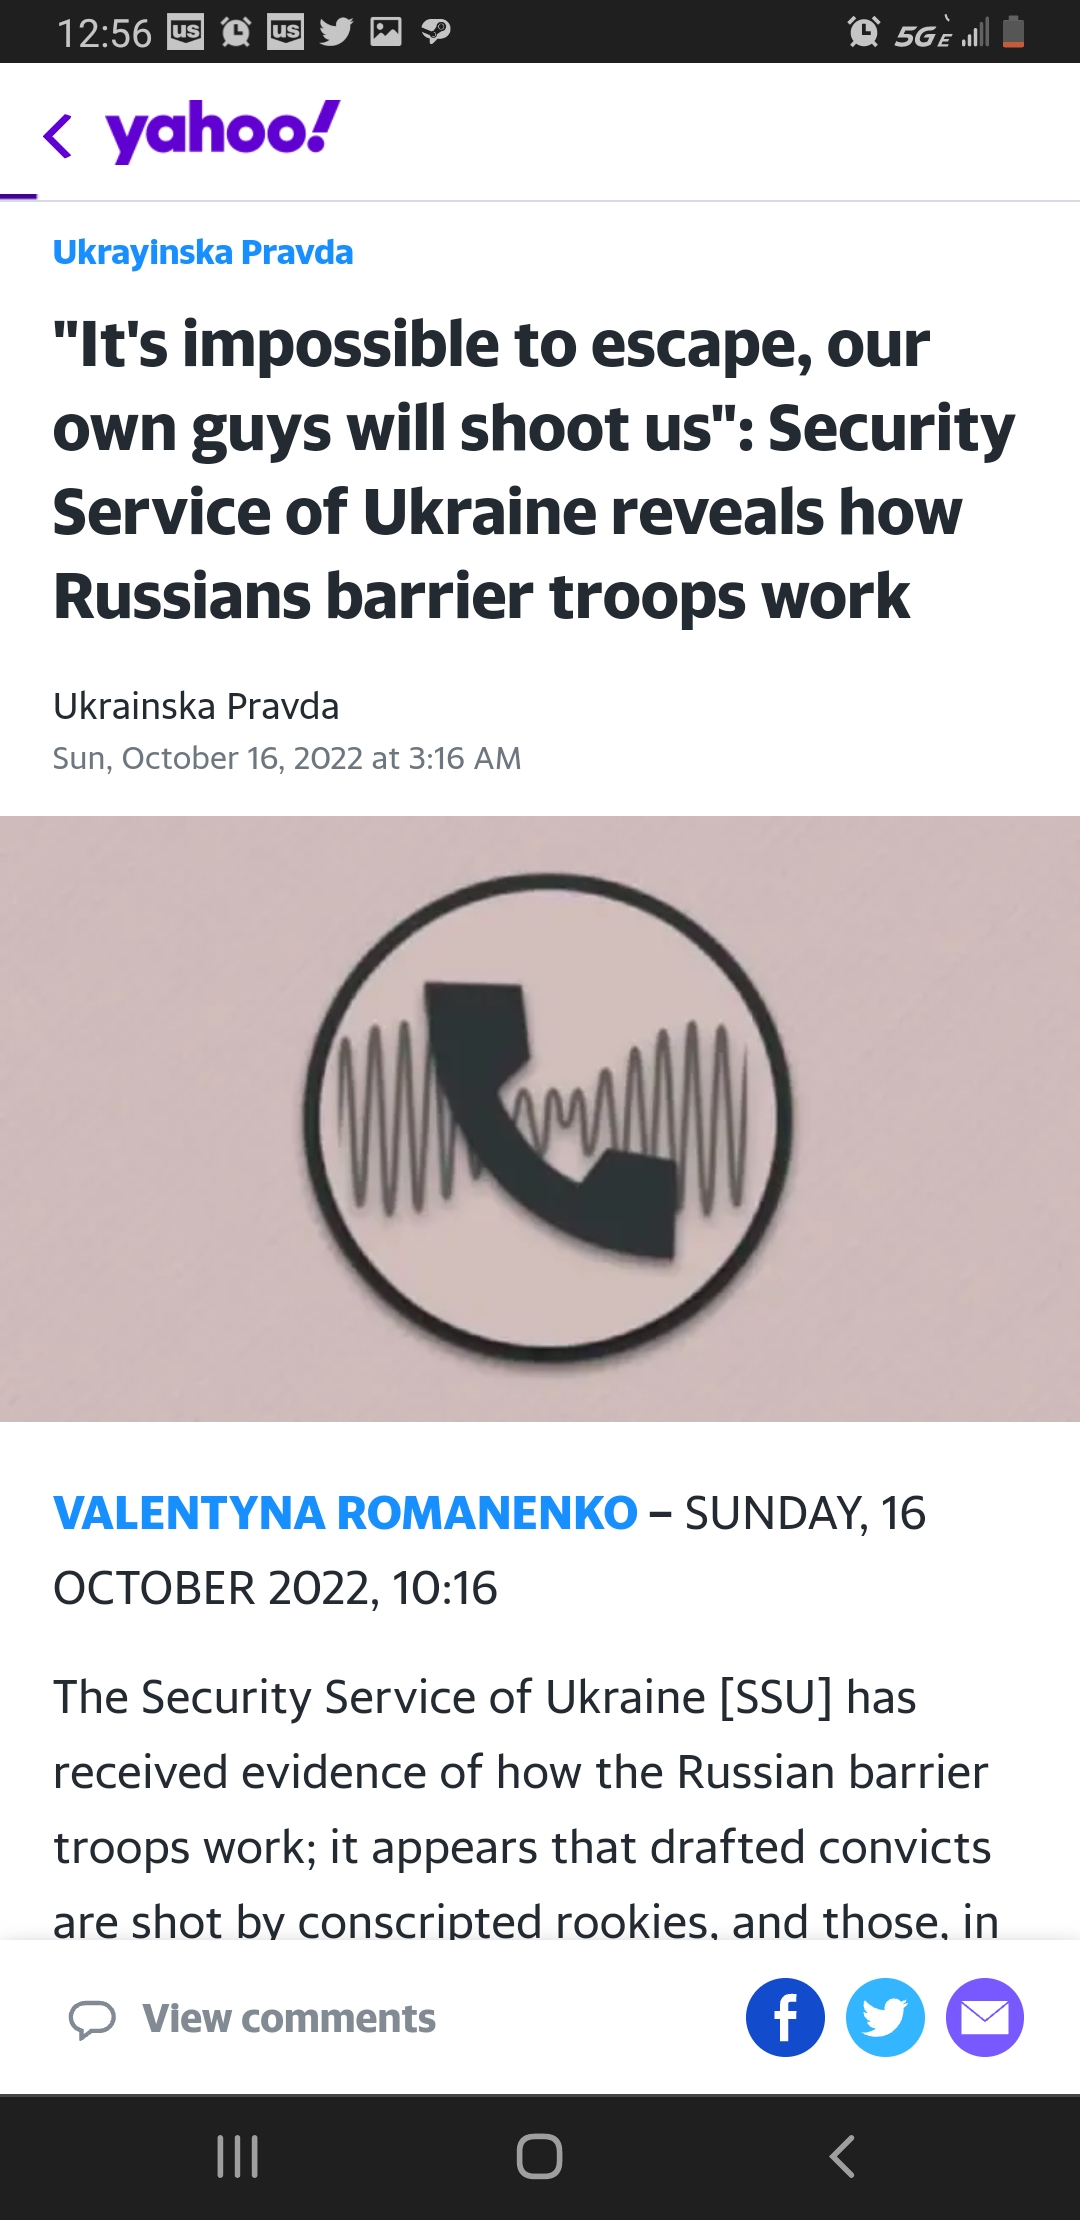 12:56 us us 5GE
yahoo!
Ukrayinska Pravda
"It's impossible to escape, our
own guys will shoot us": Security
Service of Ukraine reveals how
Russians barrier troops work
Ukrainska Pravda
Sun, October 16, 2022 at 3:16 AM
VALENTYNA ROMANENKO – SUNDAY, 16
OCTOBER 2022, 10:16
The Security Service of Ukraine [SSU] has
received evidence of how the Russian barrier
troops work; it appears that drafted convicts
are shot by conscripted rookies, and those, in
View comments